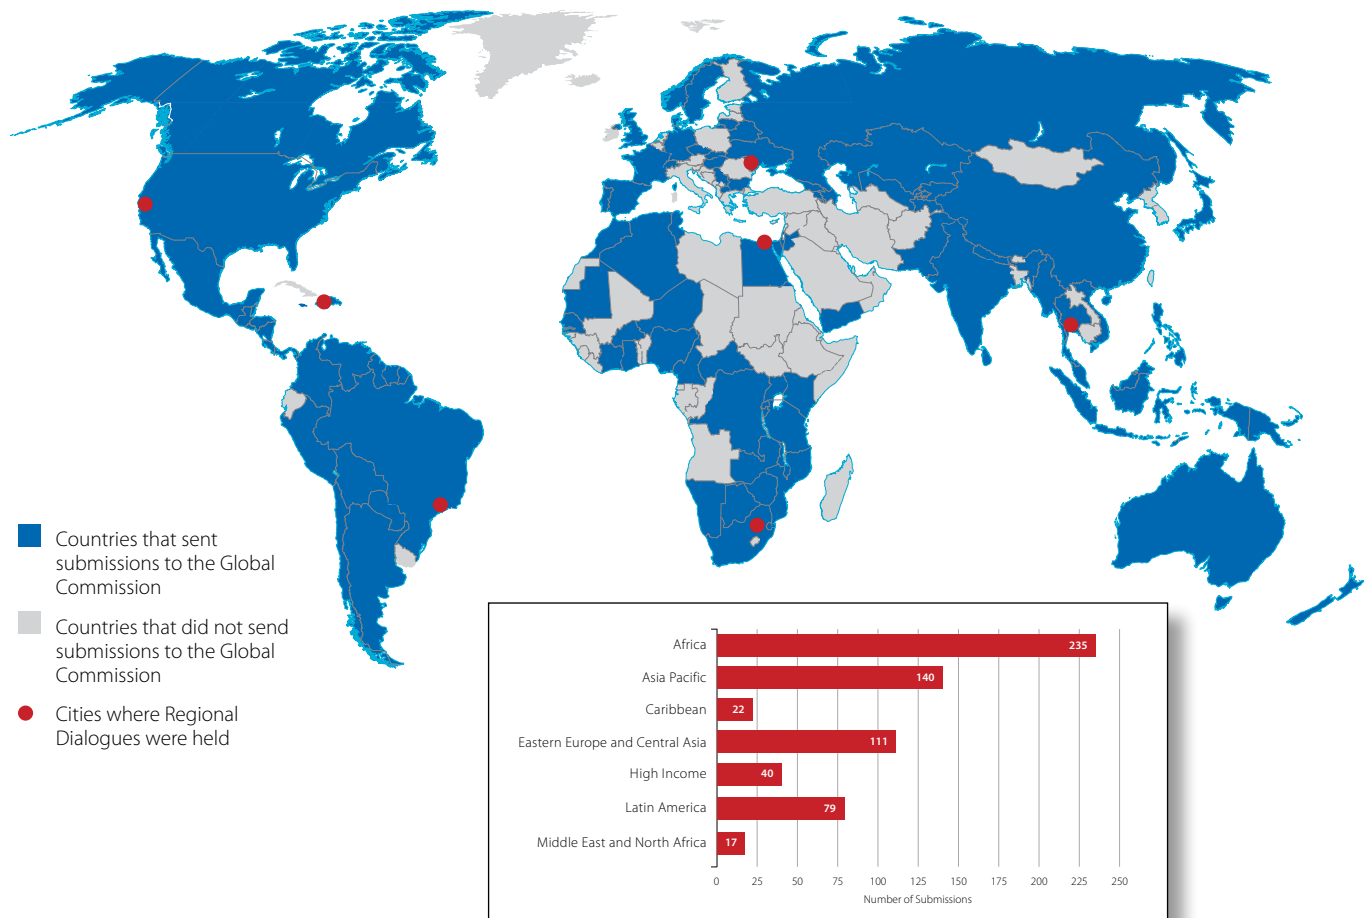 Countries that sent
submissions to the Global
Commission
Countries that did not send
submissions to the Global
Commission
Cities where Regional
Dialogues were held
Africa 235
Asia Pacific 140
Caribbean 22
Eastern Europe and Central Asia 111
High Income 40
Latin America 79
Middle East and North Africa 17
0 25 50 75 100 125 150 175 200 225 250
Number of Submissions